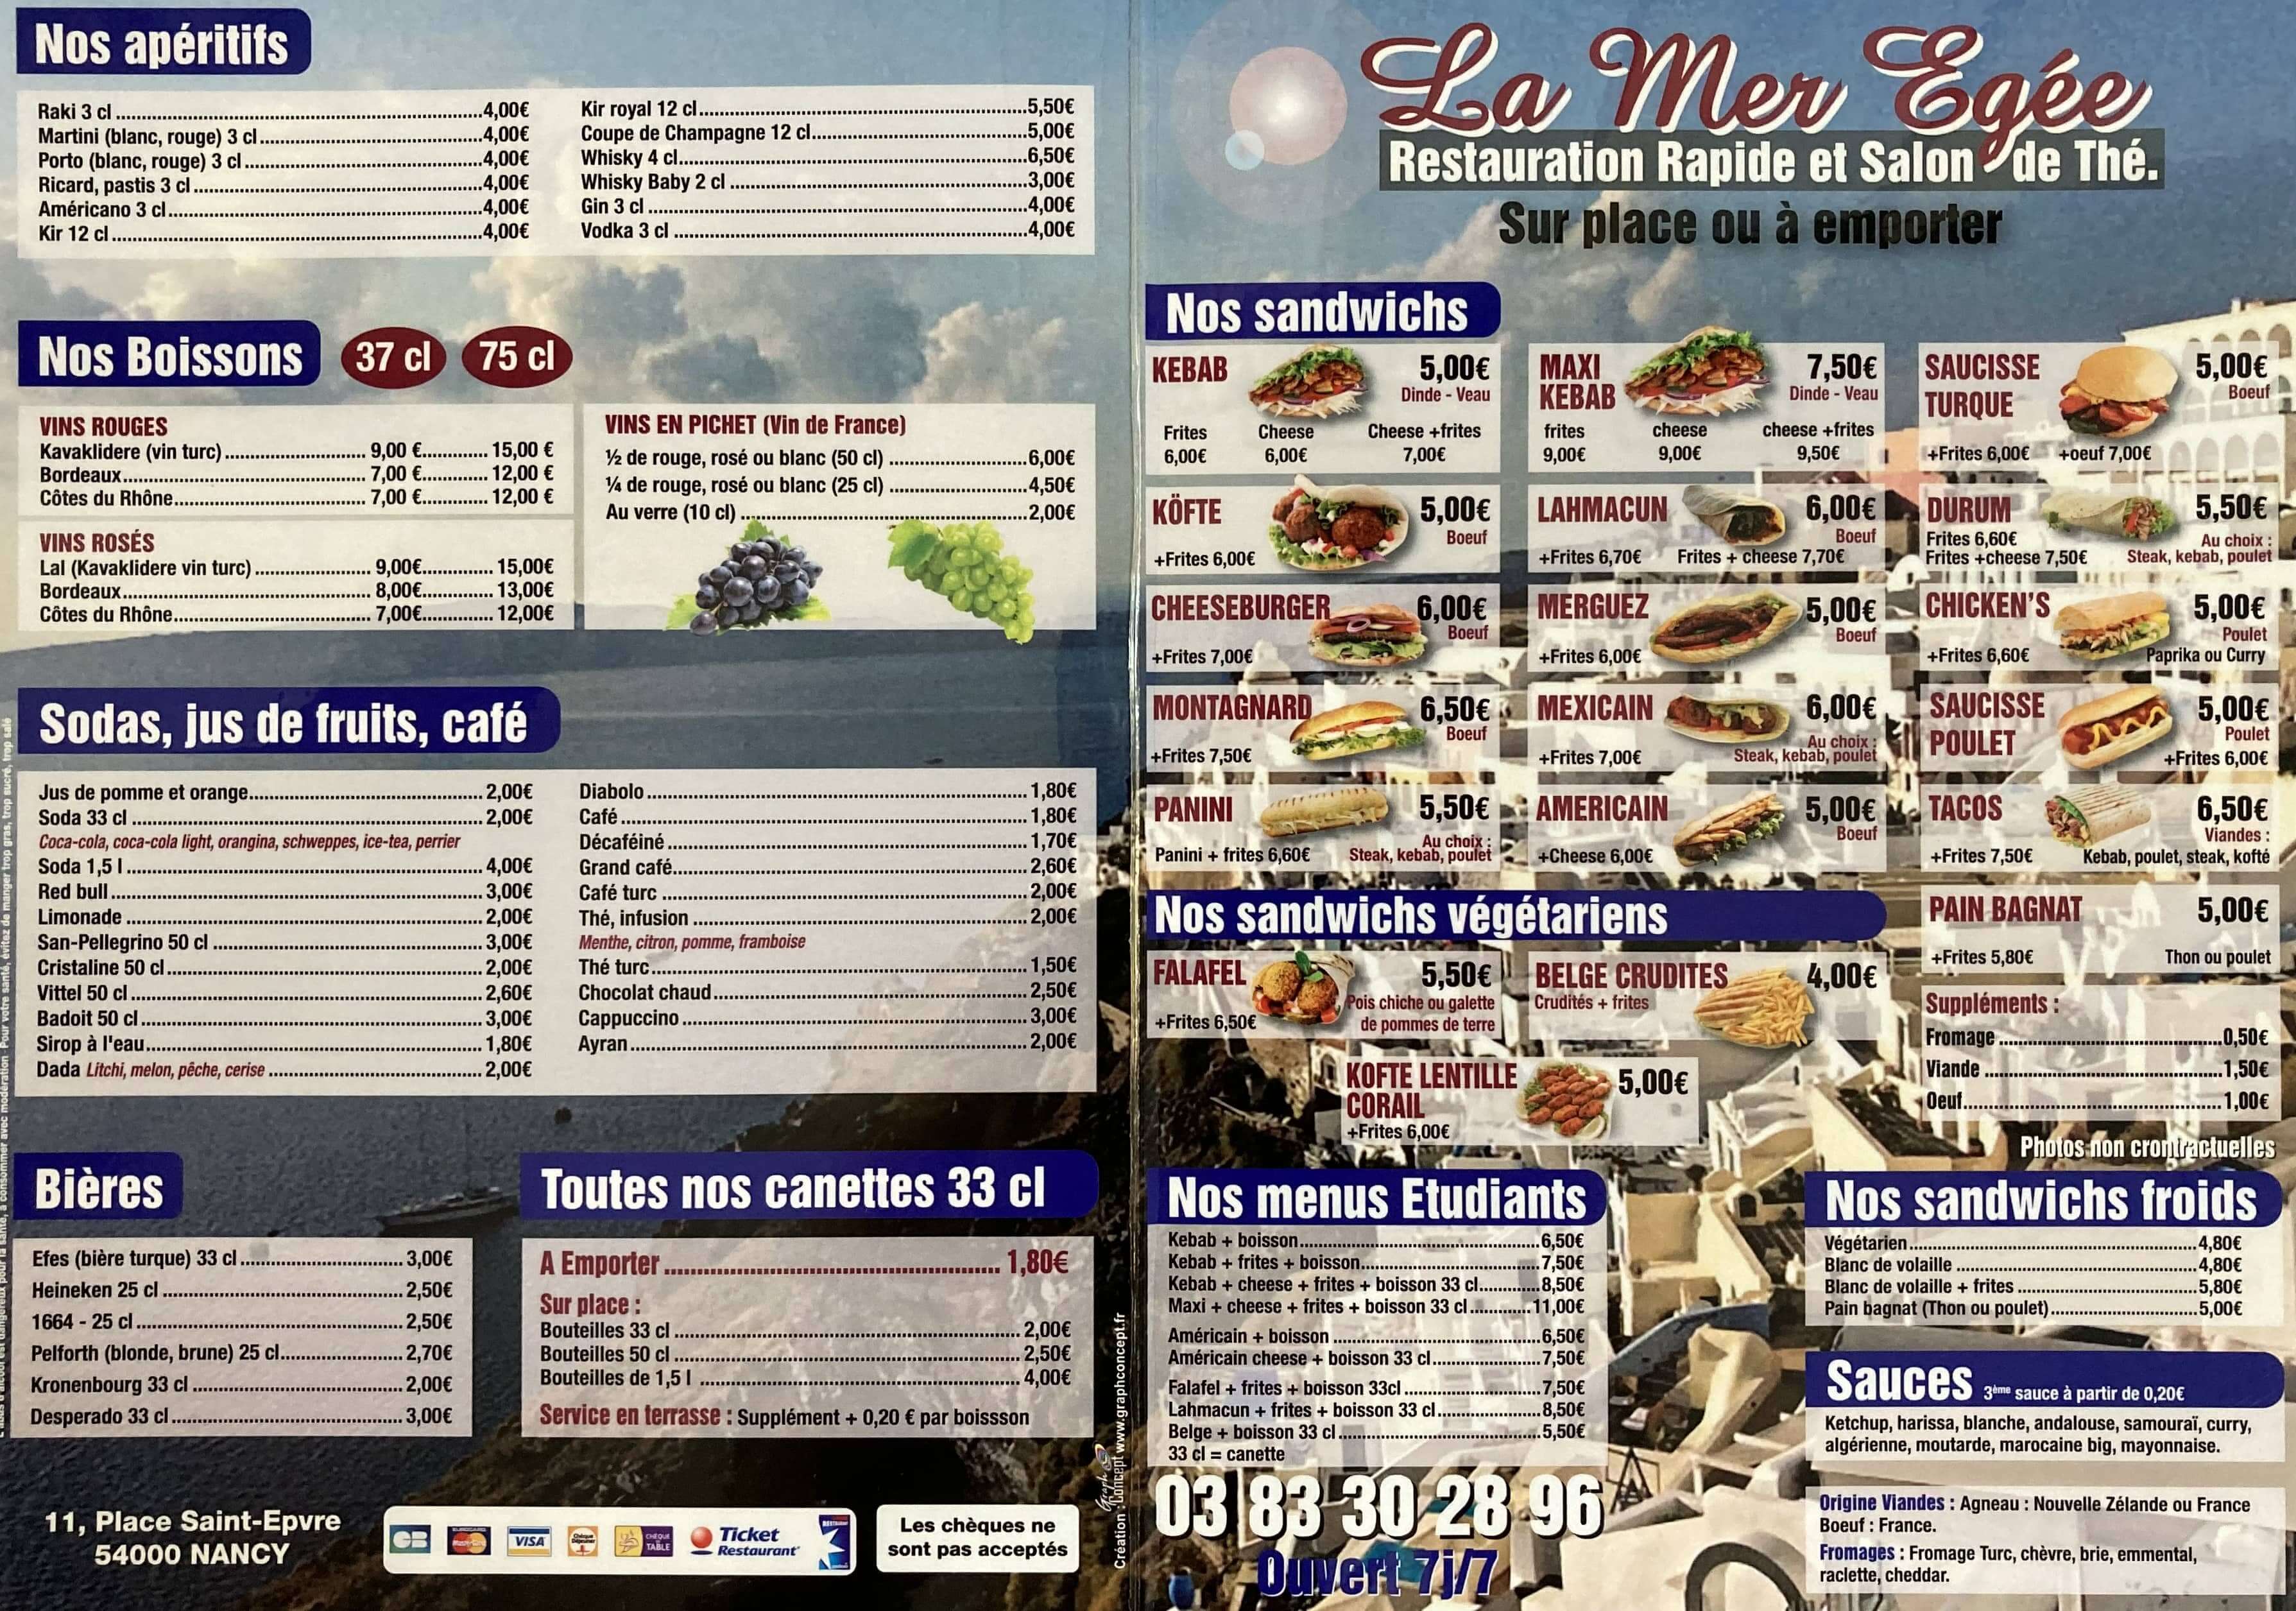 Nos apéritifs
Raki 3 cl 4,00€
Martini (blanc, rouge) 3 cl 4,00€
Porto (blanc, rouge) 3 cl 4,00€
Ricard, pastis 3 cl 4,00€
Américano 3 cl 4,00€
Kir 12 cl 4,00€
Kir royal 12 cl 5,50€
Coupe de Champagne 12 cl 5,00€
Whisky 4 cl 6,50€
Whisky Baby 2 cl 3,00€
Gin 3 cl 4,00€
Vodka 3 cl 4,00€
Nos Boissons 37 cl 75 cl
VINS ROUGES
Kavaklidere (vin turc) 9,00 € 15,00 €
Bordeaux 7,00 € 12,00 €
Côtes du Rhône 7,00 € 12,00 €
VINS ROSÉS
Lal (Kavaklidere vin turc) 9,00€ 15,00€
Bordeaux 8,00€ 13,00€
Côtes du Rhône 7,00€ 12,00€
VINS EN PICHET (Vin de France)
½ de rouge, rosé ou blanc (50 cl) 6,00€
¼ de rouge, rosé ou blanc (25 cl) 4,50€
Au verre (10 cl) 2,00€
Sodas, jus de fruits, café
Jus de pomme et orange 2,00€
Soda 33 cl 2,00€
Coca-cola, coca-cola light, orangina, schweppes, ice-tea, perrier
Soda 1,5 l 4,00€
Red bull 3,00€
Limonade 2,00€
San-Pellegrino 50 cl 3,00€
Cristaline 50 cl 2,00€
Vittel 50 cl 2,60€
Badoit 50 cl 3,00€
Sirop à l'eau 1,80€
Dada Litchi, melon, pêche, cerise 2,00€
Diabolo 1,80€
Café 1,80€
Décaféiné 1,70€
Grand café 2,60€
Café turc 2,00€
Thé, infusion 2,00€
Menthe, citron, pomme, framboise
Thé turc 1,50€
Chocolat chaud 2,50€
Cappuccino 3,00€
Ayran 2,00€
Bières
Efes (bière turque) 33 cl 3,00€
Heineken 25 cl 2,50€
1664 - 25 cl 2,50€
Pelforth (blonde, brune) 25 cl 2,70€
Kronenbourg 33 cl 2,00€
Desperado 33 cl 3,00€
Toutes nos canettes 33 cl
A Emporter 1,80€
Sur place :
Bouteilles 33 cl 2,00€
Bouteilles 50 cl 2,50€
Bouteilles de 1,5 l 4,00€
Service en terrasse : Supplément + 0,20 € par boissson
11, Place Saint-Epvre
54000 NANCY
CB
VISA
CHÈQUE
TABLE
Ticket
Restaurant
Les chèques ne
sont pas acceptés
à consommer avec modération - Pour votre santé, évitez de manger trop gras, trop sucré, trop salé
Création : Concept www.graphconcept.fr
La Mer Egée
Restauration Rapide et Salon de Thé.
Sur place ou à emporter
Nos sandwichs
KEBAB 5,00€
Dinde - Veau
Frites Cheese Cheese +frites
6,00€ 6,00€ 7,00€
MAXI 7,50€
KEBAB Dinde - Veau
frites cheese cheese +frites
9,00€ 9,00€ 9,50€
SAUCISSE 5,00€
TURQUE Boeuf
+Frites 6,00€ +oeuf 7,00€
KÖFTE 5,00€
Boeuf
+Frites 6,00€
LAHMACUN 6,00€
Boeuf
+Frites 6,70€ Frites + cheese 7,70€
DURUM 5,50€
Frites 6,60€ Au choix :
Frites +cheese 7,50€ Steak, kebab, poulet
CHEESEBURGER 6,00€
Boeuf
+Frites 7,00€
MERGUEZ 5,00€
Boeuf
+Frites 6,00€
CHICKEN'S 5,00€
Poulet
+Frites 6,60€ Paprika ou Curry
MONTAGNARD 6,50€
Boeuf
+Frites 7,50€
MEXICAIN 6,00€
Au choix :
+Frites 7,00€ Steak, kebab, poulet
SAUCISSE 5,00€
POULET Poulet
+Frites 6,00€
PANINI 5,50€
Au choix :
Panini + frites 6,60€ Steak, kebab, poulet
AMERICAIN 5,00€
Boeuf
+Cheese 6,00€
TACOS 6,50€
Viandes :
+Frites 7,50€ Kebab, poulet, steak, kofté
PAIN BAGNAT 5,00€
+Frites 5,80€ Thon ou poulet
Nos sandwichs végétariens
FALAFEL 5,50€
Pois chiche ou galette
+Frites 6,50€ de pommes de terre
BELGE CRUDITES 4,00€
Crudités + frites
KOFTE LENTILLE 5,00€
CORAIL
+Frites 6,00€
Suppléments :
Fromage 0,50€
Viande 1,50€
Oeuf 1,00€
Photos non crontractuelles
Nos menus Etudiants
Kebab + boisson 6,50€
Kebab + frites + boisson 7,50€
Kebab + cheese + frites + boisson 33 cl 8,50€
Maxi + cheese + frites + boisson 33 cl 11,00€
Américain + boisson 6,50€
Américain cheese + boisson 33 cl 7,50€
Falafel + frites + boisson 33cl 7,50€
Lahmacun + frites + boisson 33 cl 8,50€
Belge + boisson 33 cl 5,50€
33 cl = canette
03 83 30 28 96
Ouvert 7j/7
Nos sandwichs froids
Végétarien 4,80€
Blanc de volaille 4,80€
Blanc de volaille + frites 5,80€
Pain bagnat (Thon ou poulet) 5,00€
Sauces 3ème sauce à partir de 0,20€
Ketchup, harissa, blanche, andalouse, samouraï, curry,
algérienne, moutarde, marocaine big, mayonnaise.
Origine Viandes : Agneau : Nouvelle Zélande ou France
Boeuf : France.
Fromages : Fromage Turc, chèvre, brie, emmental,
raclette, cheddar.